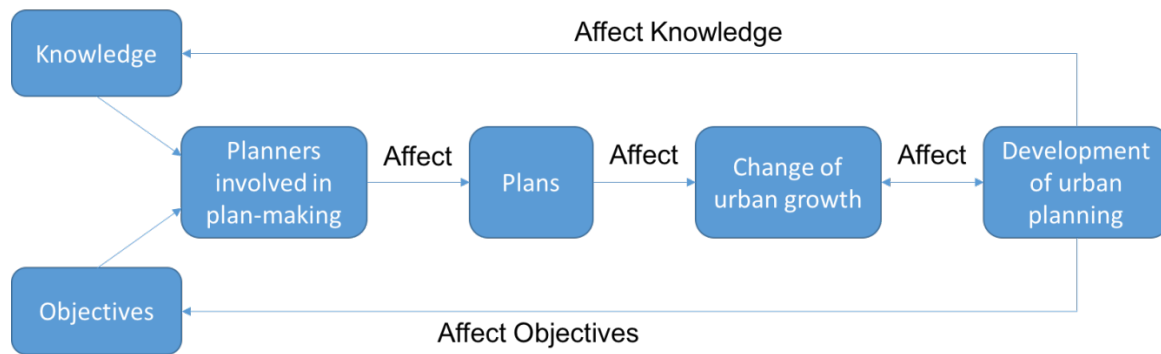 Affect Knowledge
Knowledge
Planners
involved in
plan-making
Affect
Plans
Affect
Change of
urban growth
Affect
Development
of urban
planning
Objectives
Affect Objectives